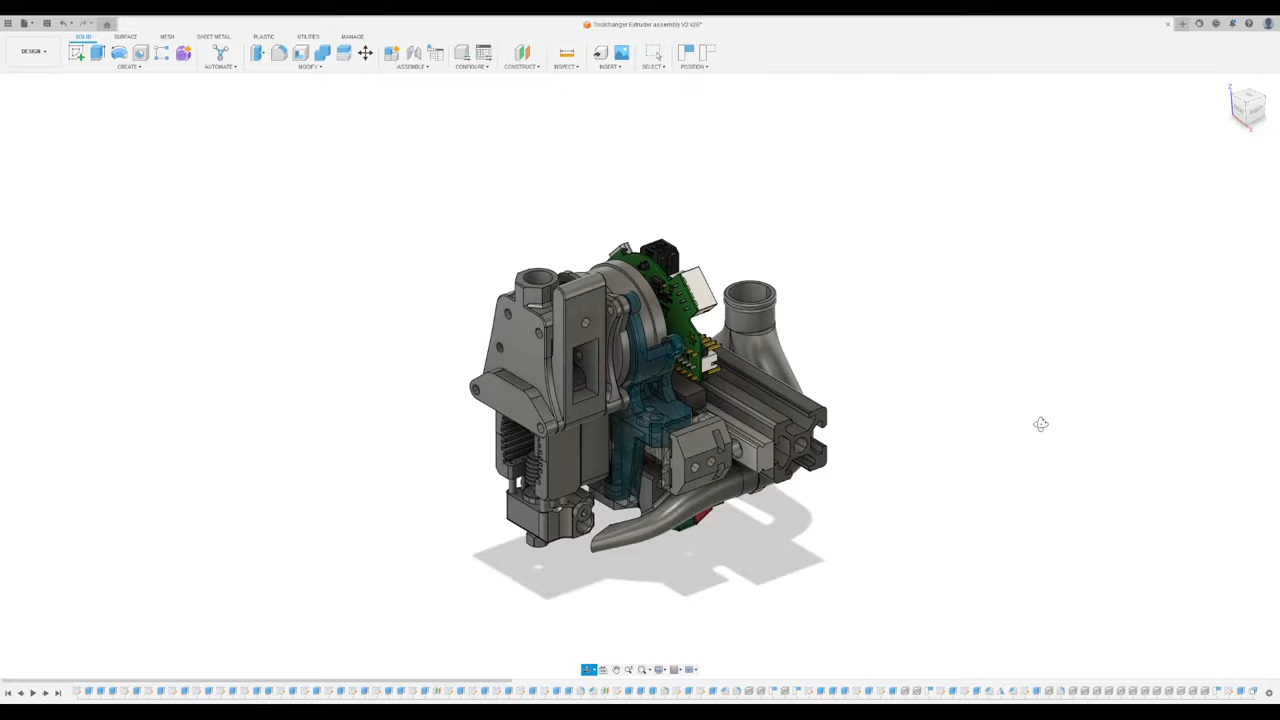 Toolchanger Extruder assembly V2 v26*
SOLID SURFACE MESH SHEET METAL PLASTIC UTILITIES MANAGE
DESIGN
CREATE AUTOMATE MODIFY ASSEMBLE CONFIGURE CONSTRUCT INSPECT INSERT SELECT POSITION
Z
RIGHT
X